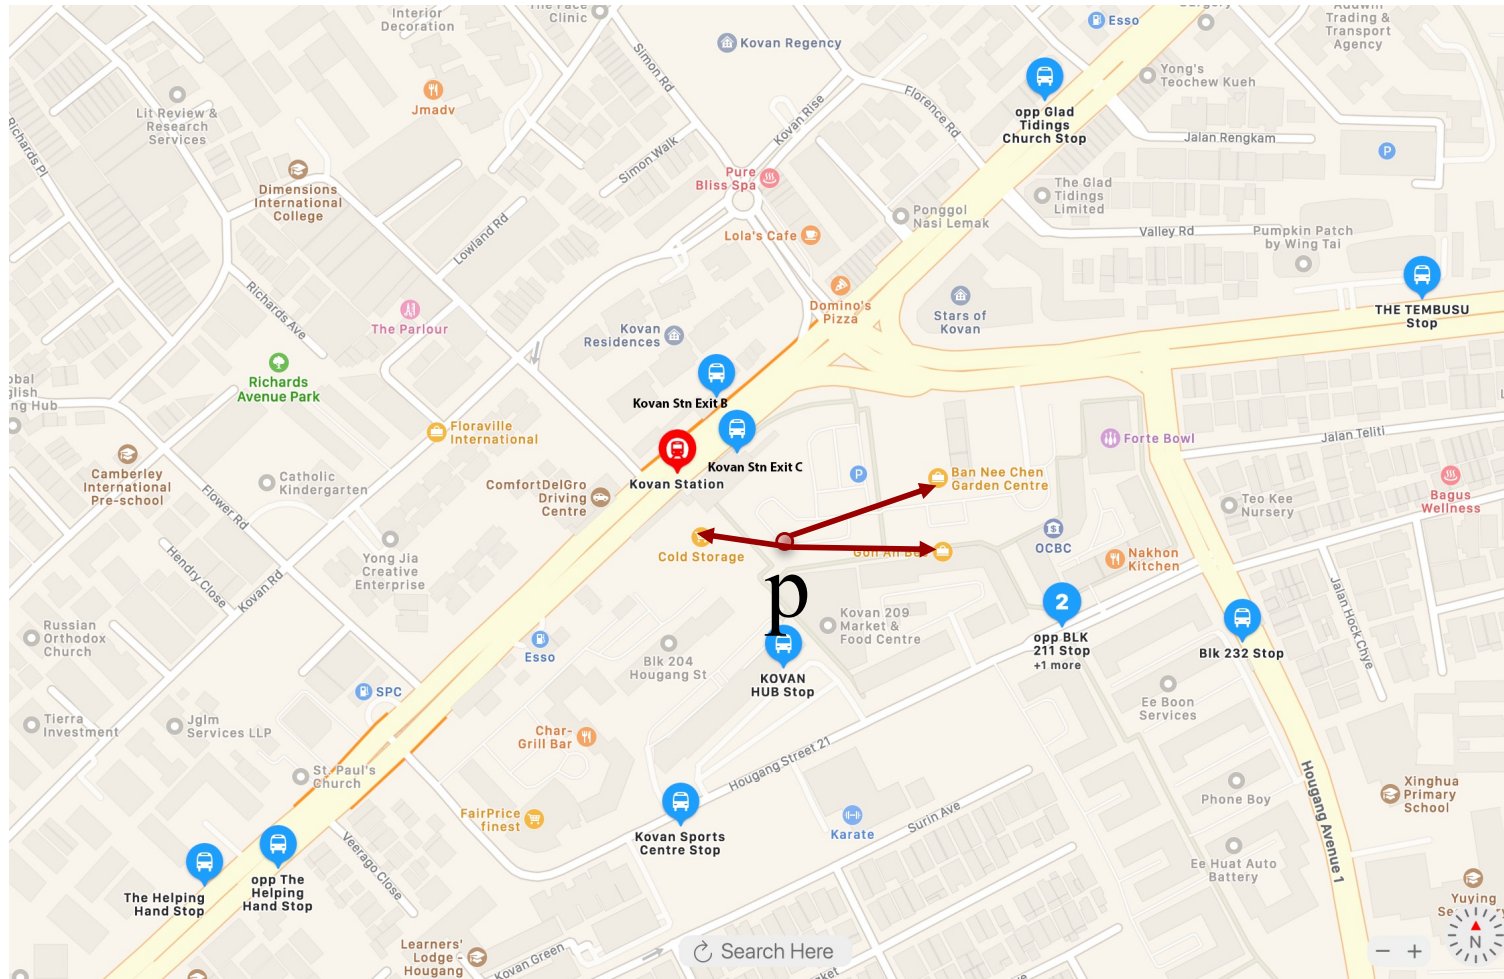 Interior
Decoration
The Face
Clinic
Kovan Regency
Esso
Surgery
Addwin
Trading &
Transport
Agency
Yong's
Teochew Kueh
Jmadv
Lit Review &
Research
Services
Simon Rd
Kovan Rise
Florence Rd
opp Glad
Tidings
Church Stop
Jalan Rengkam
P
Richards Pl
Simon Walk
Pure
Bliss Spa
Dimensions
International
College
The Glad
Tidings
Limited
Ponggol
Nasi Lemak
Lowland Rd
Lola's Cafe
Valley Rd
Pumpkin Patch
by Wing Tai
Richards Ave
The Parlour
Domino's
Pizza
Stars of
Kovan
THE TEMBUSU
Stop
Kovan
Residences
Richards
Avenue Park
ng Hub
Kovan Stn Exit B
Floraville
International
Forte Bowl
Jalan Teliti
Camberley
International
Pre-school
Catholic
Kindergarten
Kovan Stn Exit C
Kovan Station
P
Ban Nee Chen
Garden Centre
ComfortDelGro
Driving
Centre
Bagus
Wellness
Teo Kee
Nursery
Flower Rd
Cold Storage
Goh Ah Bee
OCBC
Nakhon
Kitchen
Yong Jia
Creative
Enterprise
Hendry Close
Kovan Rd
p
2
Jalan Hock Chye
Russian
Orthodox
Church
Esso
Kovan 209
Market &
Food Centre
opp BLK
211 Stop
+1 more
Blk 232 Stop
Blk 204
Hougang St
KOVAN
HUB Stop
SPC
Ee Boon
Services
Tierra
Investment
Jglm
Services LLP
Char-
Grill Bar
Hougang Street 21
St. Paul's
Church
Hougang Avenue 1
Phone Boy
Xinghua
Primary
School
FairPrice
finest
Kovan Sports
Centre Stop
Karate
Surin Ave
Veerago Close
Ee Huat Auto
Battery
The Helping
Hand Stop
opp The
Helping
Hand Stop
Yuying
Learners'
Lodge -
Hougang
Kovan Green
Search Here
− +
N